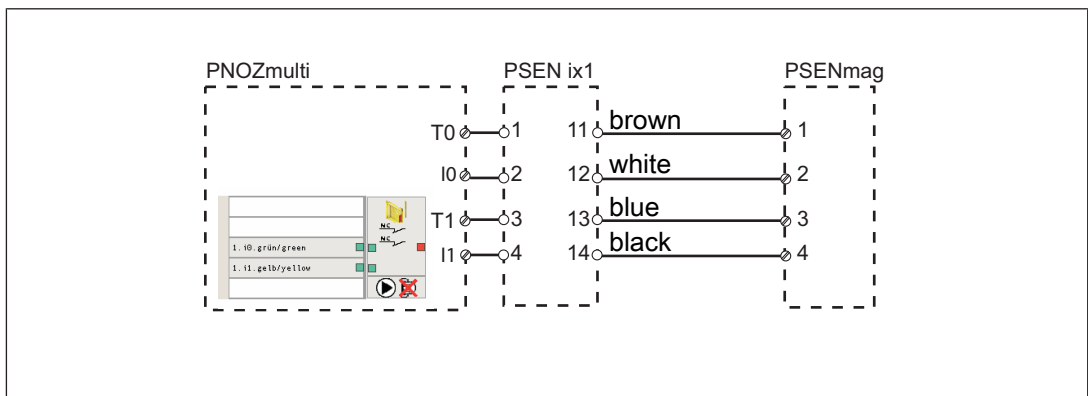 PNOZmulti PSEN ix1 PSENmag
T0 1 11 brown 1
I0 2 12 white 2
T1 3 13 blue 3
I1 4 14 black 4
NC
NC
1. i0.grün/green
1. i1.gelb/yellow